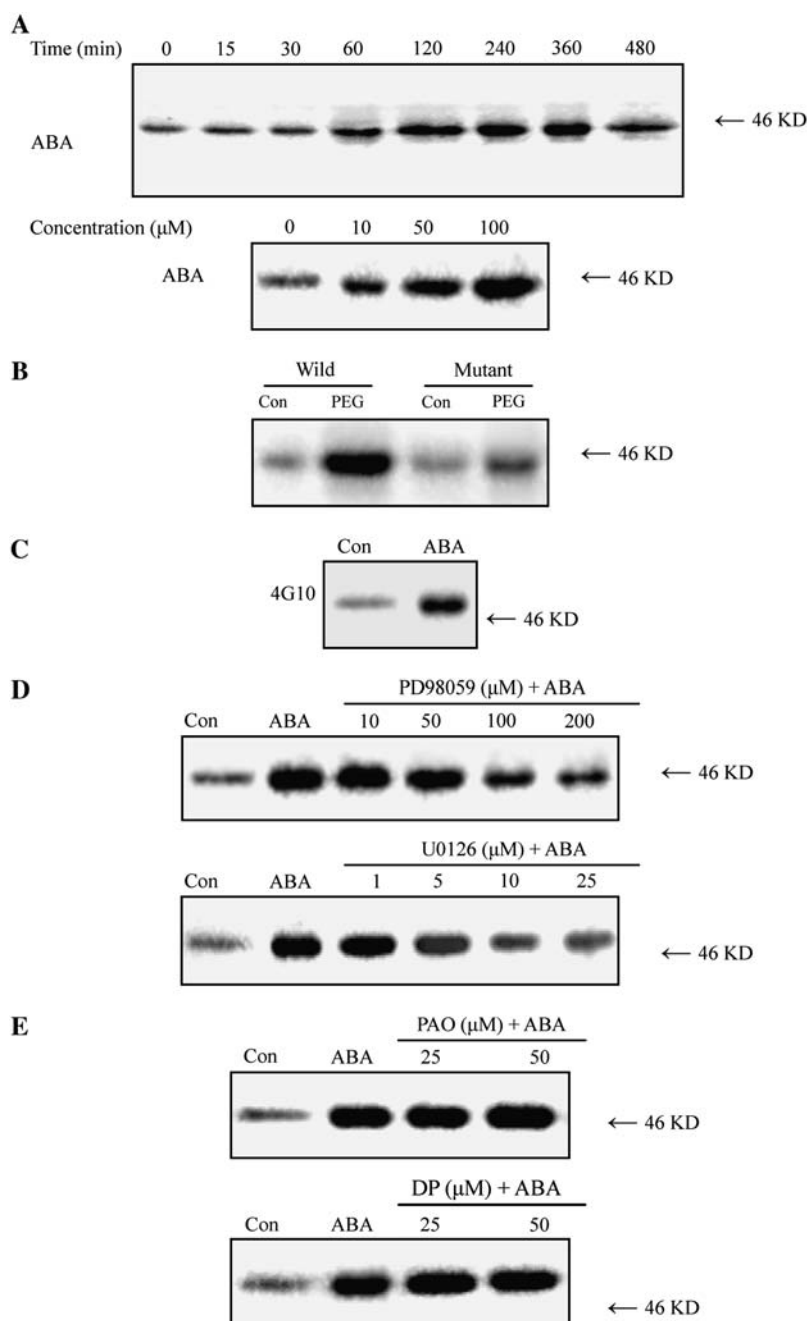 A
Time (min) 0 15 30 60 120 240 360 480
← 46 KD
ABA
Concentration (μM) 0 10 50 100
ABA ← 46 KD
B
Wild Mutant
Con PEG Con PEG
← 46 KD
C
Con ABA
4G10
← 46 KD
D
PD98059 (μM) + ABA
Con ABA 10 50 100 200
← 46 KD
U0126 (μM) + ABA
Con ABA 1 5 10 25
← 46 KD
E
PAO (μM) + ABA
Con ABA 25 50
← 46 KD
DP (μM) + ABA
Con ABA 25 50
← 46 KD